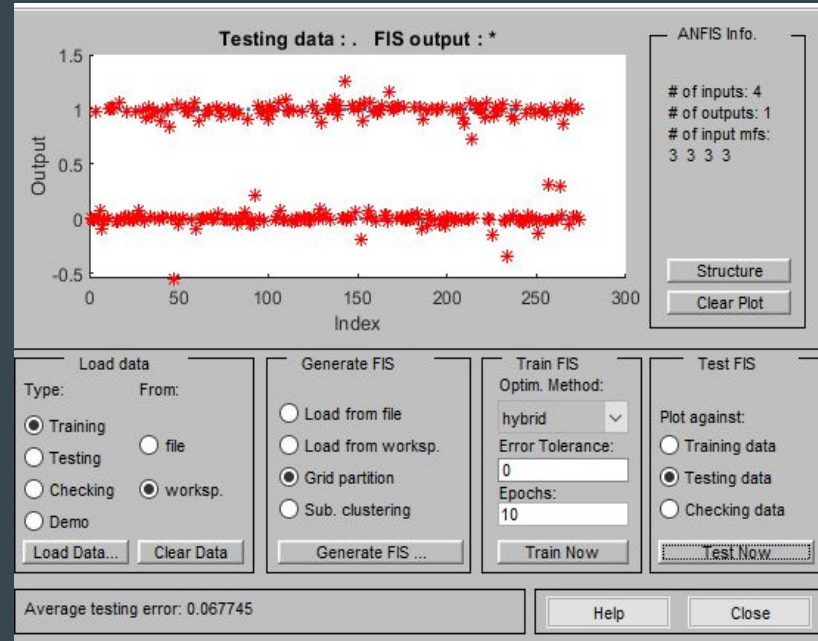 Testing data : .   FIS output : *
1.5
1
0.5
0
-0.5
Output
0 50 100 150 200 250 300
Index
ANFIS Info.
# of inputs: 4
# of outputs: 1
# of input mfs:
3 3 3 3
Structure
Clear Plot
Load data
Type: From:
Training
Testing
Checking
Demo
file
worksp.
Load Data... Clear Data
Generate FIS
Load from file
Load from worksp.
Grid partition
Sub. clustering
Generate FIS ...
Train FIS
Optim. Method:
hybrid
Error Tolerance:
0
Epochs:
10
Train Now
Test FIS
Plot against:
Training data
Testing data
Checking data
Test Now
Average testing error: 0.067745
Help
Close